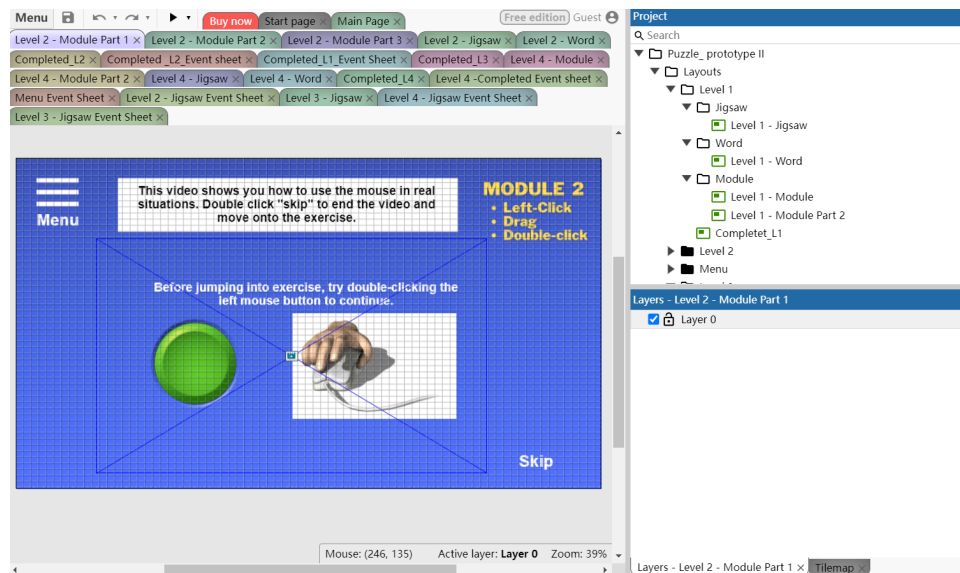 Menu
Buy now
Start page
Main Page
Free edition Guest
Level 2 - Module Part 1
Level 2 - Module Part 2
Level 2 - Module Part 3
Level 2 - Jigsaw
Level 2 - Word
Completed_L2
Completed _L2_Event sheet
Completed_L1_Event Sheet
Completed_L3
Level 4 - Module
Level 4 - Module Part 2
Level 4 - Jigsaw
Level 4 - Word
Completed_L4
Level 4 -Completed Event sheet
Menu Event Sheet
Level 2 - Jigsaw Event Sheet
Level 3 - Jigsaw
Level 4 - Jigsaw Event Sheet
Level 3 - Jigsaw Event Sheet
Menu
This video shows you how to use the mouse in real
situations. Double click "skip" to end the video and
move onto the exercise.
MODULE 2
• Left-Click
• Drag
• Double-click
Before jumping into exercise, try double-clicking the
left mouse button to continue.
Skip
Mouse: (246, 135) Active layer: Layer 0 Zoom: 39%
Project
Search
Puzzle_ prototype II
Layouts
Level 1
Jigsaw
Level 1 - Jigsaw
Word
Level 1 - Word
Module
Level 1 - Module
Level 1 - Module Part 2
Completet_L1
Level 2
Menu
Layers - Level 2 - Module Part 1
Layer 0
Layers - Level 2 - Module Part 1
Tilemap